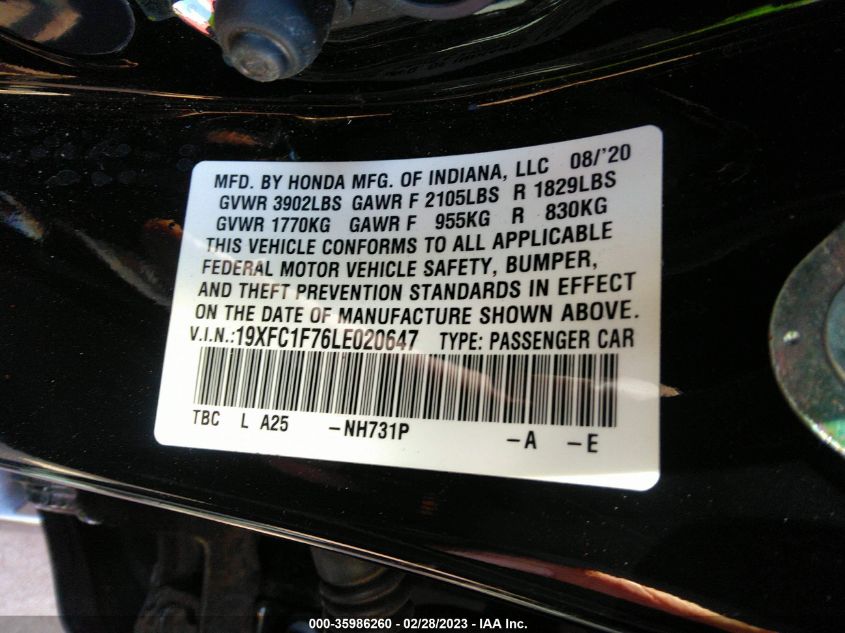 MFD. BY HONDA MFG. OF INDIANA, LLC 08/'20
GVWR 3902LBS GAWR F 2105LBS R 1829LBS
GVWR 1770KG GAWR F 955KG R 830KG
THIS VEHICLE CONFORMS TO ALL APPLICABLE
FEDERAL MOTOR VEHICLE SAFETY, BUMPER,
AND THEFT PREVENTION STANDARDS IN EFFECT
ON THE DATE OF MANUFACTURE SHOWN ABOVE.
V.I.N.:19XFC1F76LE020647 TYPE: PASSENGER CAR
TBC L A25 -NH731P -A -E
000-35986260 - 02/28/2023 - IAA Inc.